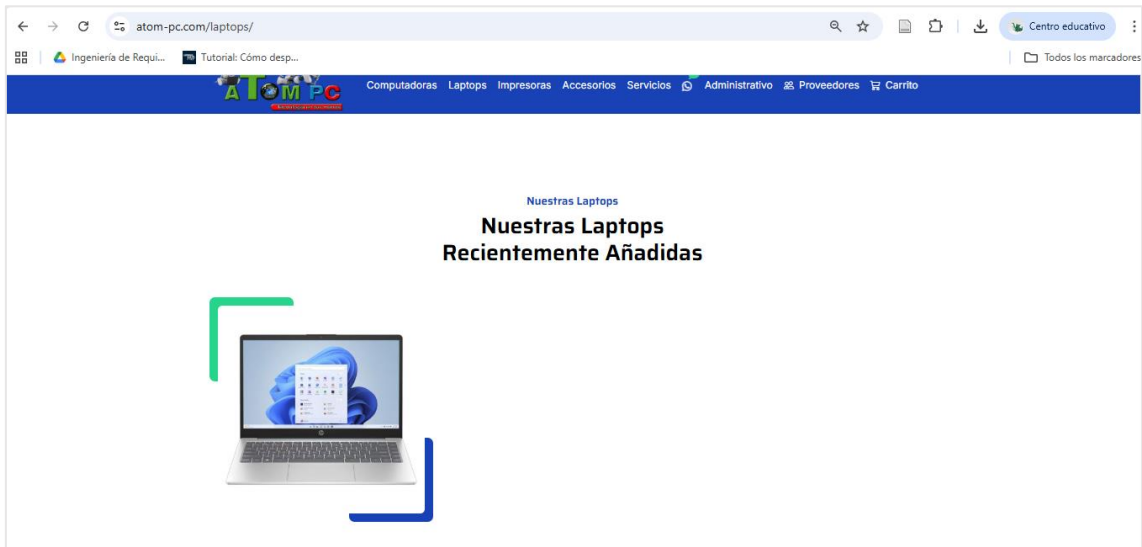 atom-pc.com/laptops/
Centro educativo
Ingeniería de Requi...
Tutorial: Cómo desp...
Todos los marcadores
ATOM PC
Computadoras Laptops Impresoras Accesorios Servicios Administrativo Proveedores Carrito
Nuestras Laptops
Nuestras Laptops
Recientemente Añadidas